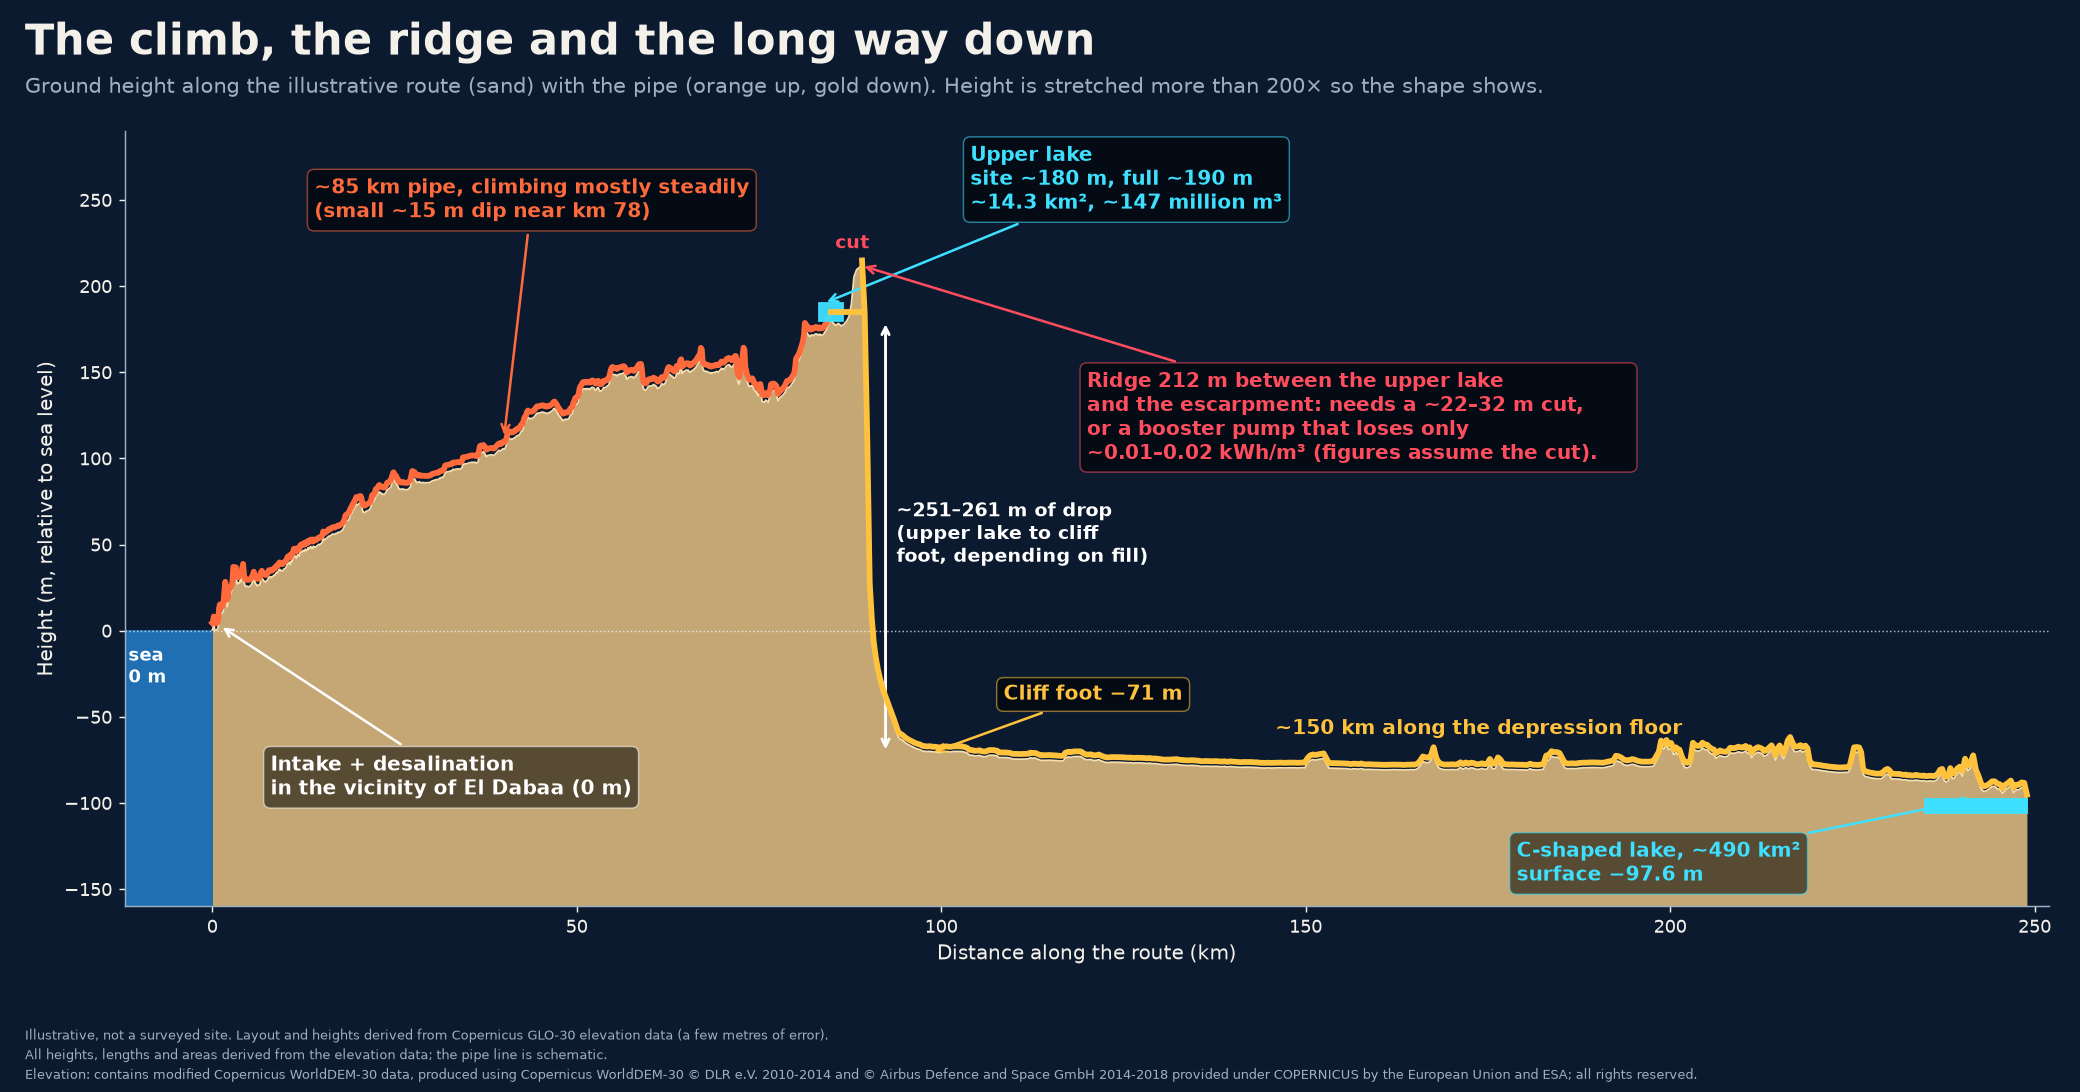 The climb, the ridge and the long way down
Ground height along the illustrative route (sand) with the pipe (orange up, gold down). Height is stretched more than 200× so the shape shows.
Upper lake
site ~180 m, full ~190 m
~14.3 km², ~147 million m³
~85 km pipe, climbing mostly steadily
(small ~15 m dip near km 78)
cut
Ridge 212 m between the upper lake
and the escarpment: needs a ~22–32 m cut,
or a booster pump that loses only
~0.01–0.02 kWh/m³ (figures assume the cut).
~251–261 m of drop
(upper lake to cliff
foot, depending on fill)
sea
0 m
Cliff foot −71 m
~150 km along the depression floor
Intake + desalination
in the vicinity of El Dabaa (0 m)
C-shaped lake, ~490 km²
surface −97.6 m
Height (m, relative to sea level)
250
200
150
100
50
0
−50
−100
−150
0
50
100
150
200
250
Distance along the route (km)
Illustrative, not a surveyed site. Layout and heights derived from Copernicus GLO-30 elevation data (a few metres of error).
All heights, lengths and areas derived from the elevation data; the pipe line is schematic.
Elevation: contains modified Copernicus WorldDEM-30 data, produced using Copernicus WorldDEM-30 © DLR e.V. 2010-2014 and © Airbus Defence and Space GmbH 2014-2018 provided under COPERNICUS by the European Union and ESA; all rights reserved.